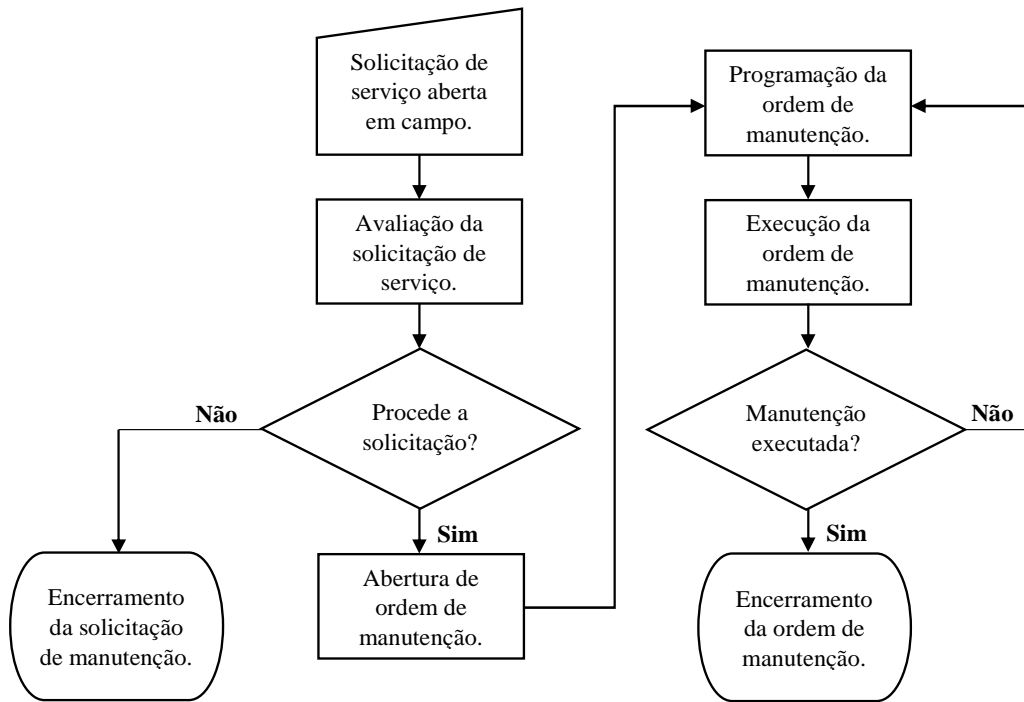 Solicitação de
serviço aberta
em campo.
Avaliação da
solicitação de
serviço.
Procede a
solicitação?
Não
Sim
Encerramento
da solicitação
de manutenção.
Abertura de
ordem de
manutenção.
Programação da
ordem de
manutenção.
Execução da
ordem de
manutenção.
Manutenção
executada?
Não
Sim
Encerramento
da ordem de
manutenção.